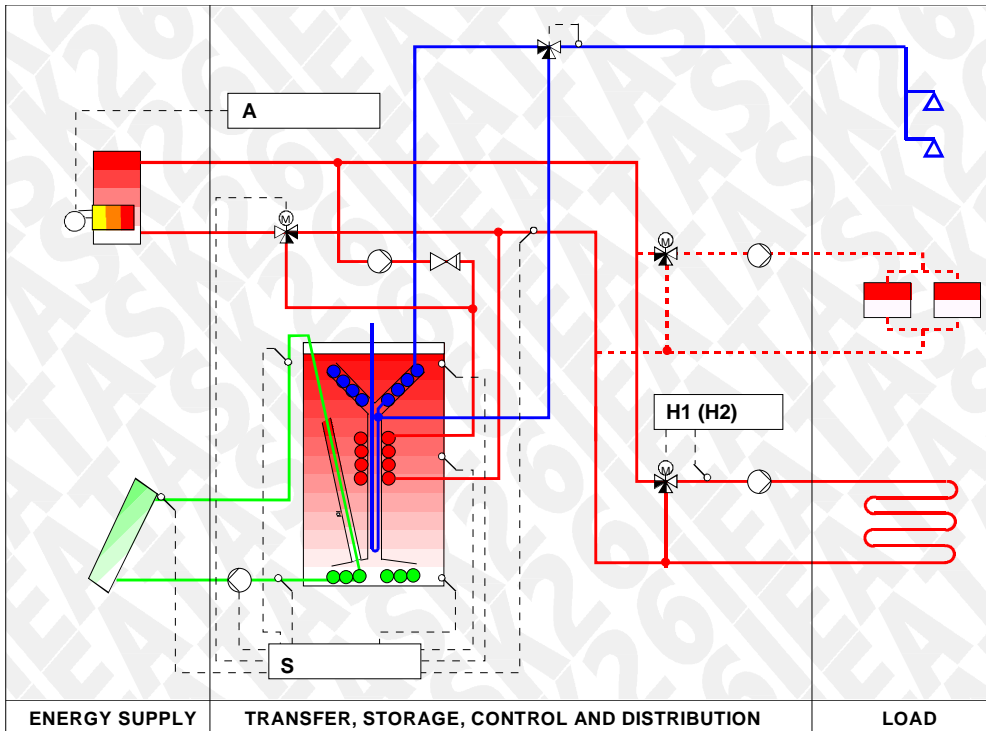 A
M
M
H1 (H2)
M
S
ENERGY SUPPLY
TRANSFER, STORAGE, CONTROL AND DISTRIBUTION
LOAD